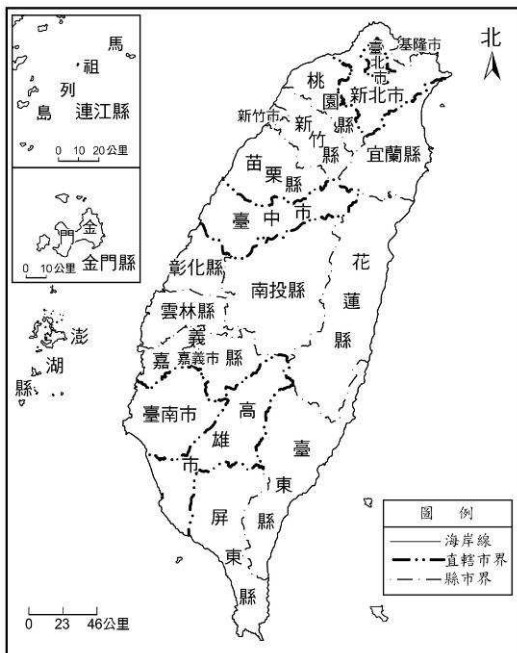 北
馬
祖
列
島
連江縣
0 10 20公里
金
門
金門縣
0 10公里
澎
湖
縣
基隆市
臺
北
市
新北市
桃
園
縣
新竹市
新
竹
縣
宜蘭縣
苗
栗
縣
臺中市
彰化縣
南投縣
花
蓮
縣
雲林縣
嘉義縣
嘉義市
臺南市
高
雄
市
臺
東
縣
屏
東
縣
圖 例
海岸線
直轄市界
縣市界
0 23 46公里